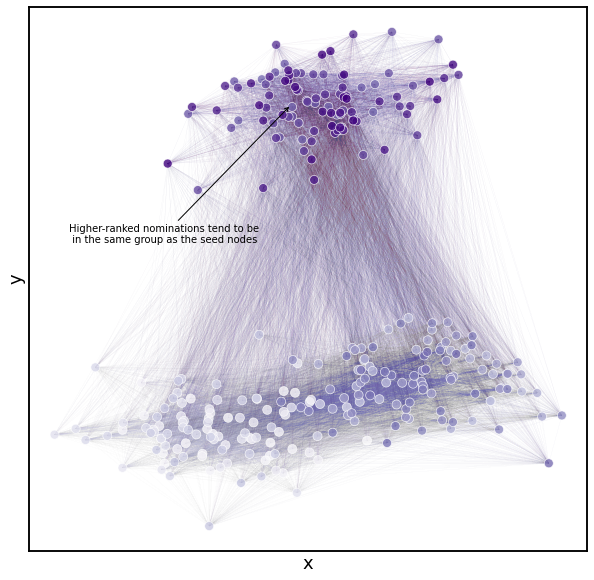 Higher-ranked nominations tend to be
in the same group as the seed nodes
y
x